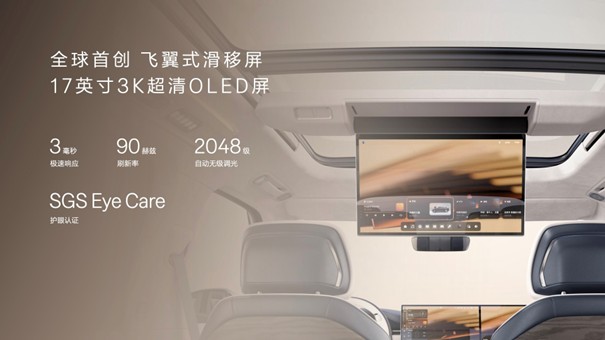 全球首创 飞翼式滑移屏
17英寸3K超清OLED屏
3毫秒 90赫兹 2048级
极速响应 刷新率 自动无级调光
SGS Eye Care
护眼认证